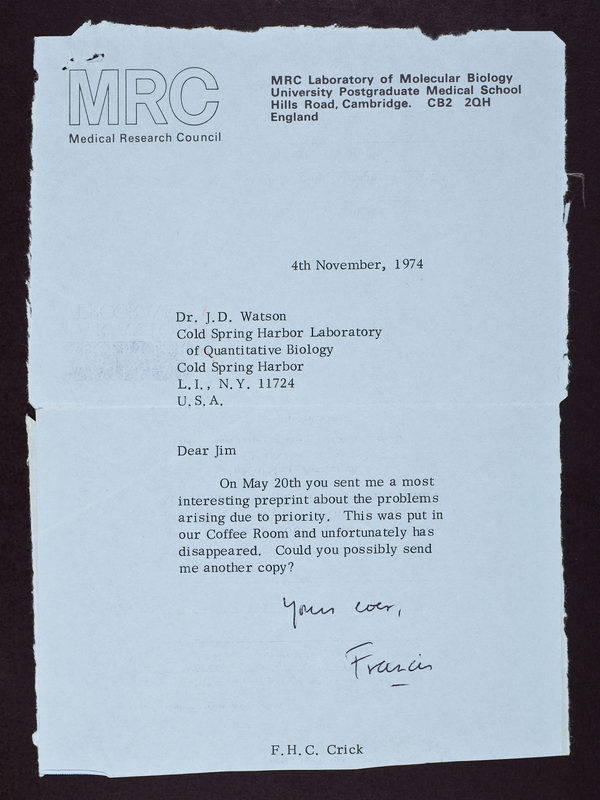 MRC
Medical Research Council
MRC Laboratory of Molecular Biology
University Postgraduate Medical School
Hills Road, Cambridge. CB2 2QH
England
4th November, 1974
Dr. J.D. Watson
Cold Spring Harbor Laboratory
of Quantitative Biology
Cold Spring Harbor
L.I., N.Y. 11724
U.S.A.
Dear Jim
On May 20th you sent me a most
interesting preprint about the problems
arising due to priority. This was put in
our Coffee Room and unfortunately has
disappeared. Could you possibly send
me another copy?
Yours ever,
Francis
F.H.C. Crick